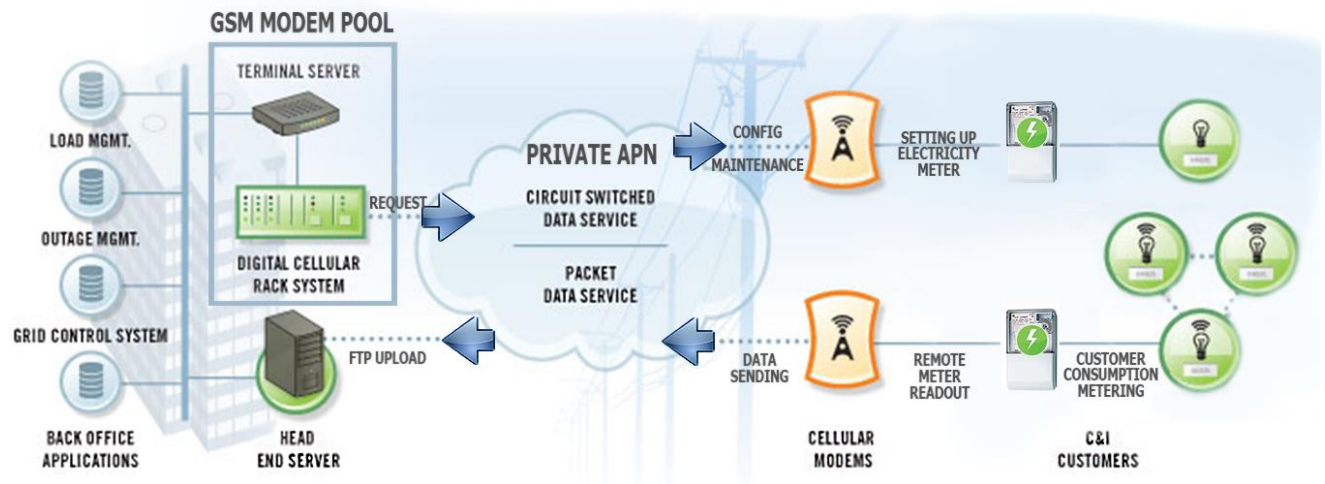 GSM MODEM POOL
TERMINAL SERVER
LOAD MGMT.
OUTAGE MGMT.
GRID CONTROL SYSTEM
BACK OFFICE
APPLICATIONS
DIGITAL CELLULAR
RACK SYSTEM
HEAD
END SERVER
REQUEST
FTP UPLOAD
PRIVATE APN
CIRCUIT SWITCHED
DATA SERVICE
PACKET
DATA SERVICE
CONFIG
MAINTENANCE
DATA
SENDING
SETTING UP
ELECTRICITY
METER
REMOTE
METER
READOUT
CELLULAR
MODEMS
CUSTOMER
CONSUMPTION
METERING
C&I
CUSTOMERS